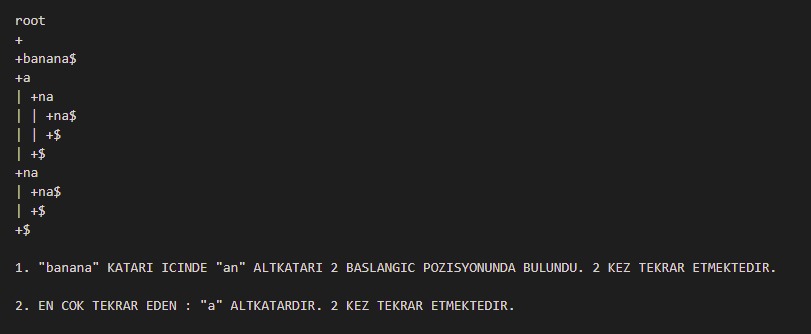 root
+
+banana$
+a
| +na
| | +na$
| | +$
| +$
+na
| +na$
| +$
+$
1. "banana" KATARI ICINDE "an" ALTKATARI 2 BASLANGIC POZISYONUNDA BULUNDU. 2 KEZ TEKRAR ETMEKTEDIR.
2. EN COK TEKRAR EDEN : "a" ALTKATARDIR. 2 KEZ TEKRAR ETMEKTEDIR.